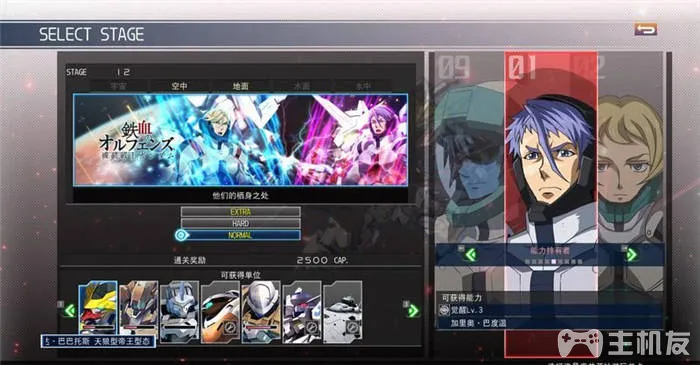 SELECT STAGE
STAGE 12
宇宙 空中 地面 水面 水中
鉄血の
オルフェンズ
他们的栖身之处
EXTRA
HARD
NORMAL
通关奖励 2500 CAP.
可获得单位
巴巴托斯 天狼型帝王型态
09 01 02
能力持有者
可获得能力
觉醒Lv.3
加里奥·巴度温
主机友